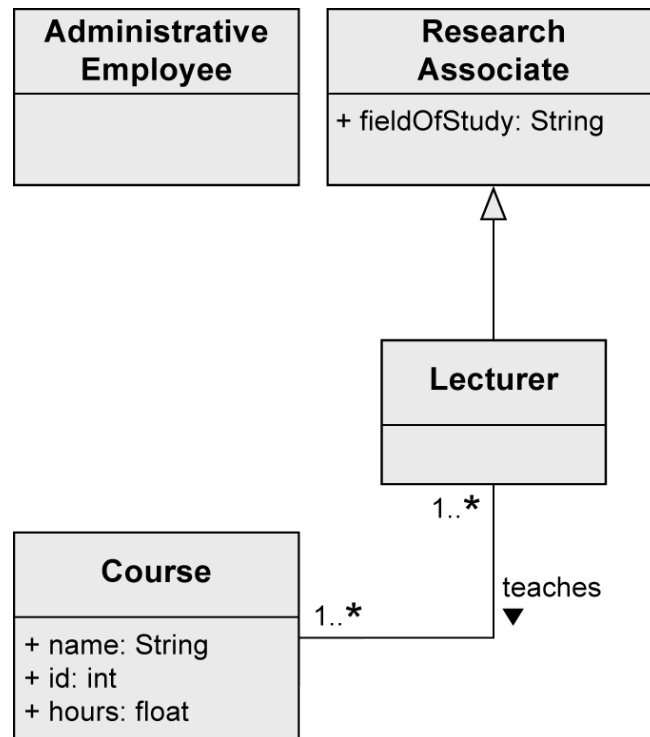 Administrative
Employee
Research
Associate
+ fieldOfStudy: String
Lecturer
1..*
teaches
1..*
Course
+ name: String
+ id: int
+ hours: float